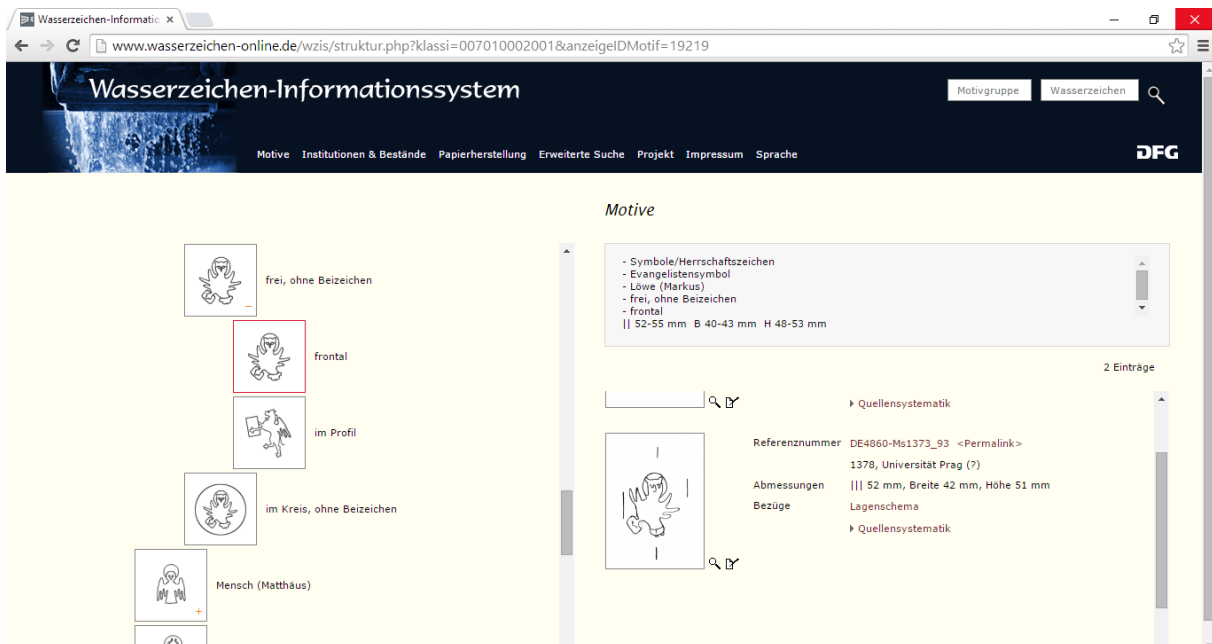 Wasserzeichen-Informatic
www.wasserzeichen-online.de/wzis/struktur.php?klassi=007010002001&anzeigeIDMotif=19219
Wasserzeichen-Informationssystem
Motivgruppe
Wasserzeichen
Motive Institutionen & Bestände Papierherstellung Erweiterte Suche Projekt Impressum Sprache
DFG
frei, ohne Beizeichen
frontal
im Profil
im Kreis, ohne Beizeichen
Mensch (Matthäus)
Motive
- Symbole/Herrschaftszeichen
- Evangelistensymbol
- Löwe (Markus)
- frei, ohne Beizeichen
- frontal
|| 52-55 mm B 40-43 mm H 48-53 mm
2 Einträge
Quellensystematik
Referenznummer DE4860-Ms1373_93 <Permalink>
1378, Universität Prag (?)
Abmessungen ||| 52 mm, Breite 42 mm, Höhe 51 mm
Bezüge Lagenschema
Quellensystematik